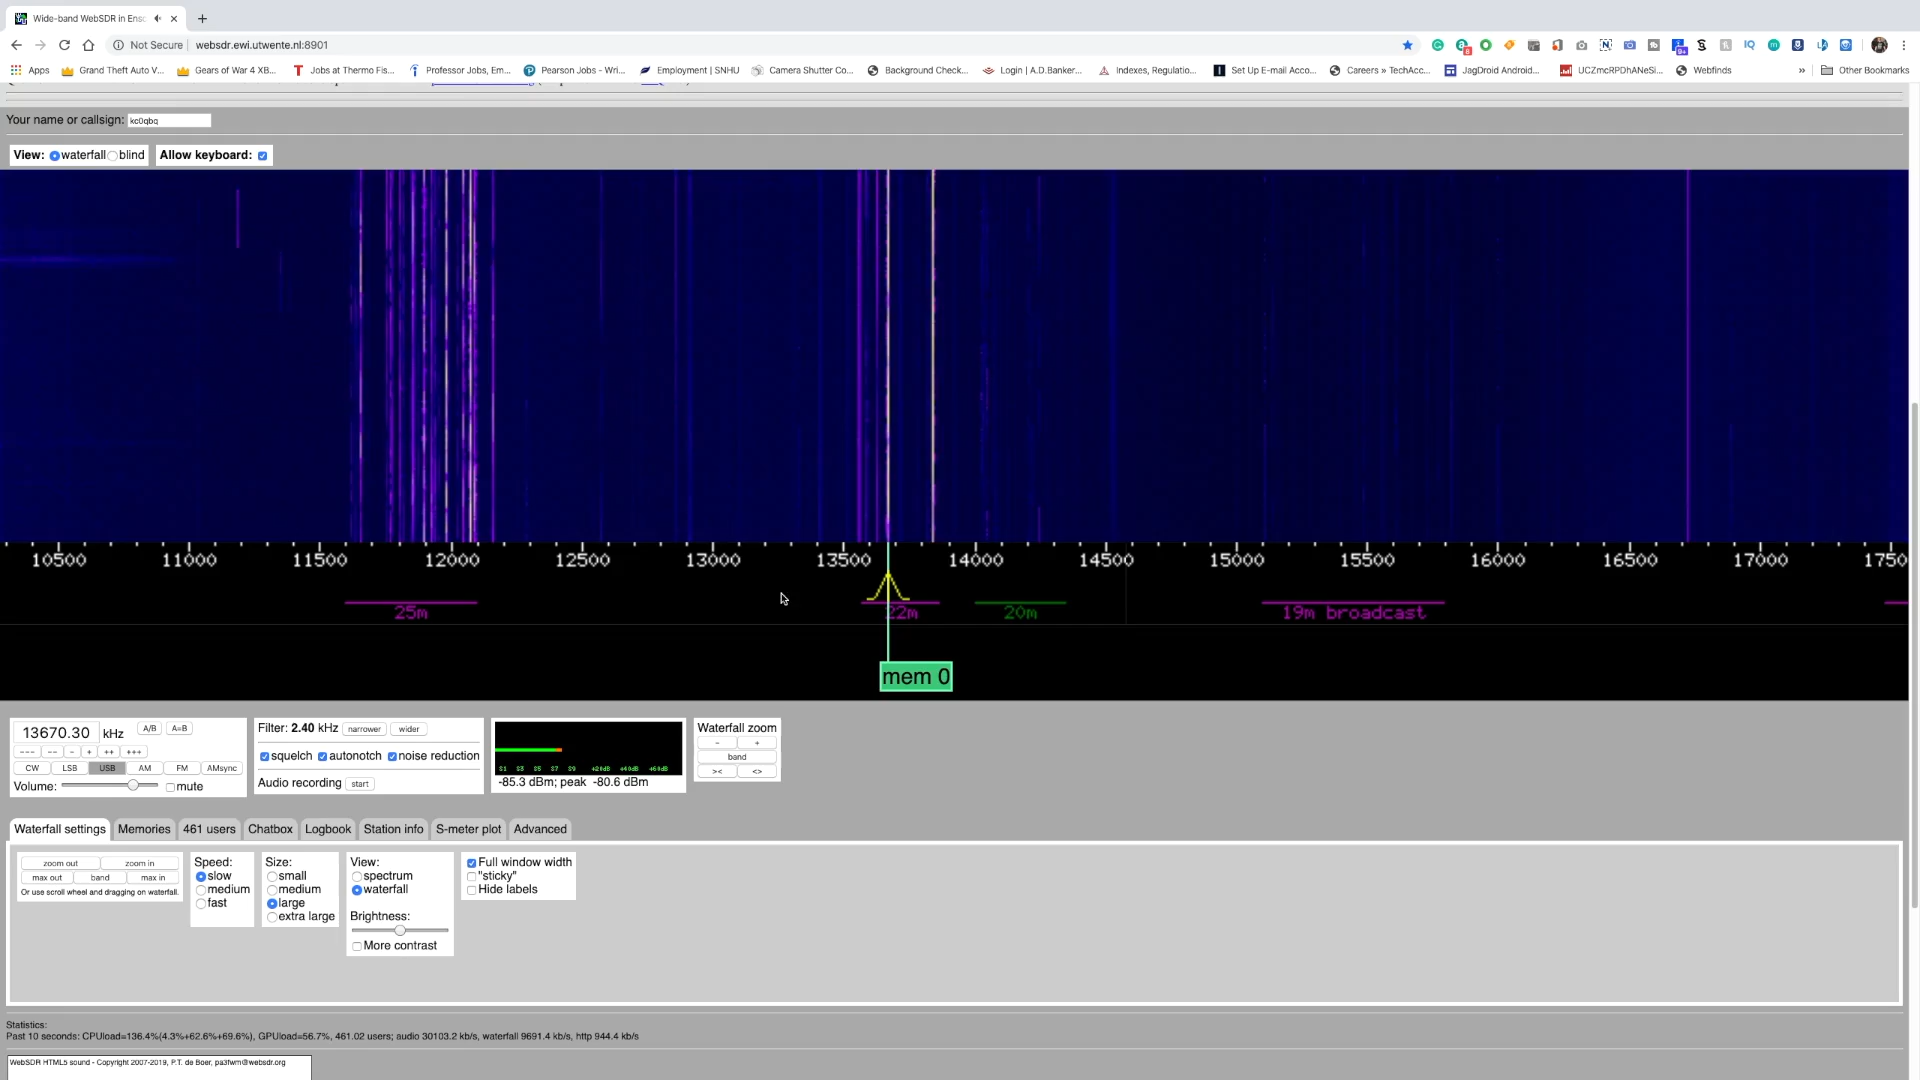 Wide-band WebSDR in Ensc
Not Secure websdr.ewi.utwente.nl:8901
Apps Grand Theft Auto V... Gears of War 4 XB... Jobs at Thermo Fis... Professor Jobs, Em... Pearson Jobs - Wri... Employment | SNHU Camera Shutter Co... Background Check... Login | A.D.Banker... Indexes, Regulatio... Set Up E-mail Acco... Careers » TechAcc... JagDroid Android... UCZmcRPDhANeSi... Webfinds » Other Bookmarks
Your name or callsign: kc0qbq
View: waterfall blind Allow keyboard:
10500 11000 11500 12000 12500 13000 13500 14000 14500 15000 15500 16000 16500 17000 1750
25m 22m 20m 19m broadcast
mem 0
13670.30 kHz A/B A=B
--- -- - + ++ +++
CW LSB USB AM FM AMsync
Volume: mute
Filter: 2.40 kHz narrower wider
squelch autonotch noise reduction
Audio recording start
S1 S3 S5 S7 S9 +20dB +40dB +60dB
-85.3 dBm; peak -80.6 dBm
Waterfall zoom
- +
band
>< <>
Waterfall settings Memories 461 users Chatbox Logbook Station info S-meter plot Advanced
zoom out zoom in
max out band max in
Or use scroll wheel and dragging on waterfall.
Speed:
slow
medium
fast
Size:
small
medium
large
extra large
View:
spectrum
waterfall
Brightness:
More contrast
Full window width
"sticky"
Hide labels
Statistics:
Past 10 seconds: CPUload=136.4%(4.3%+62.6%+69.6%), GPUload=56.7%, 461.02 users; audio 30103.2 kb/s, waterfall 9691.4 kb/s, http 944.4 kb/s
WebSDR HTML5 sound - Copyright 2007-2019, P.T. de Boer, pa3fwm@websdr.org